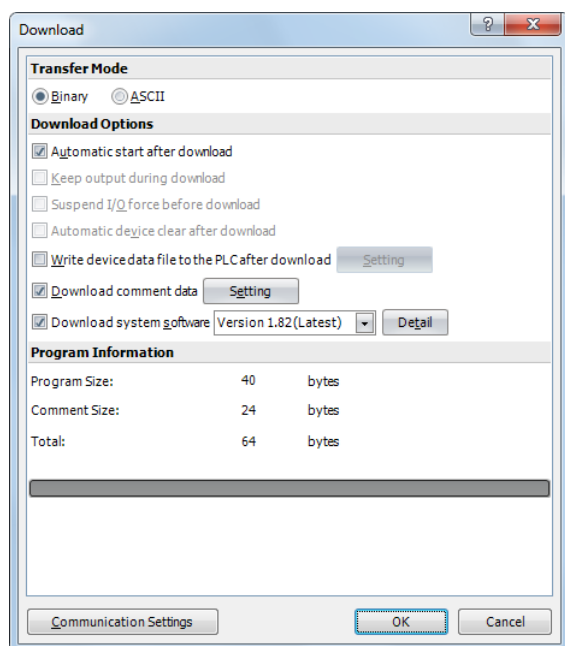 Download
Transfer Mode
Binary ASCII
Download Options
Automatic start after download
Keep output during download
Suspend I/O force before download
Automatic device clear after download
Write device data file to the PLC after download Setting
Download comment data Setting
Download system software Version 1.82(Latest) Detail
Program Information
Program Size: 40 bytes
Comment Size: 24 bytes
Total: 64 bytes
Communication Settings OK Cancel